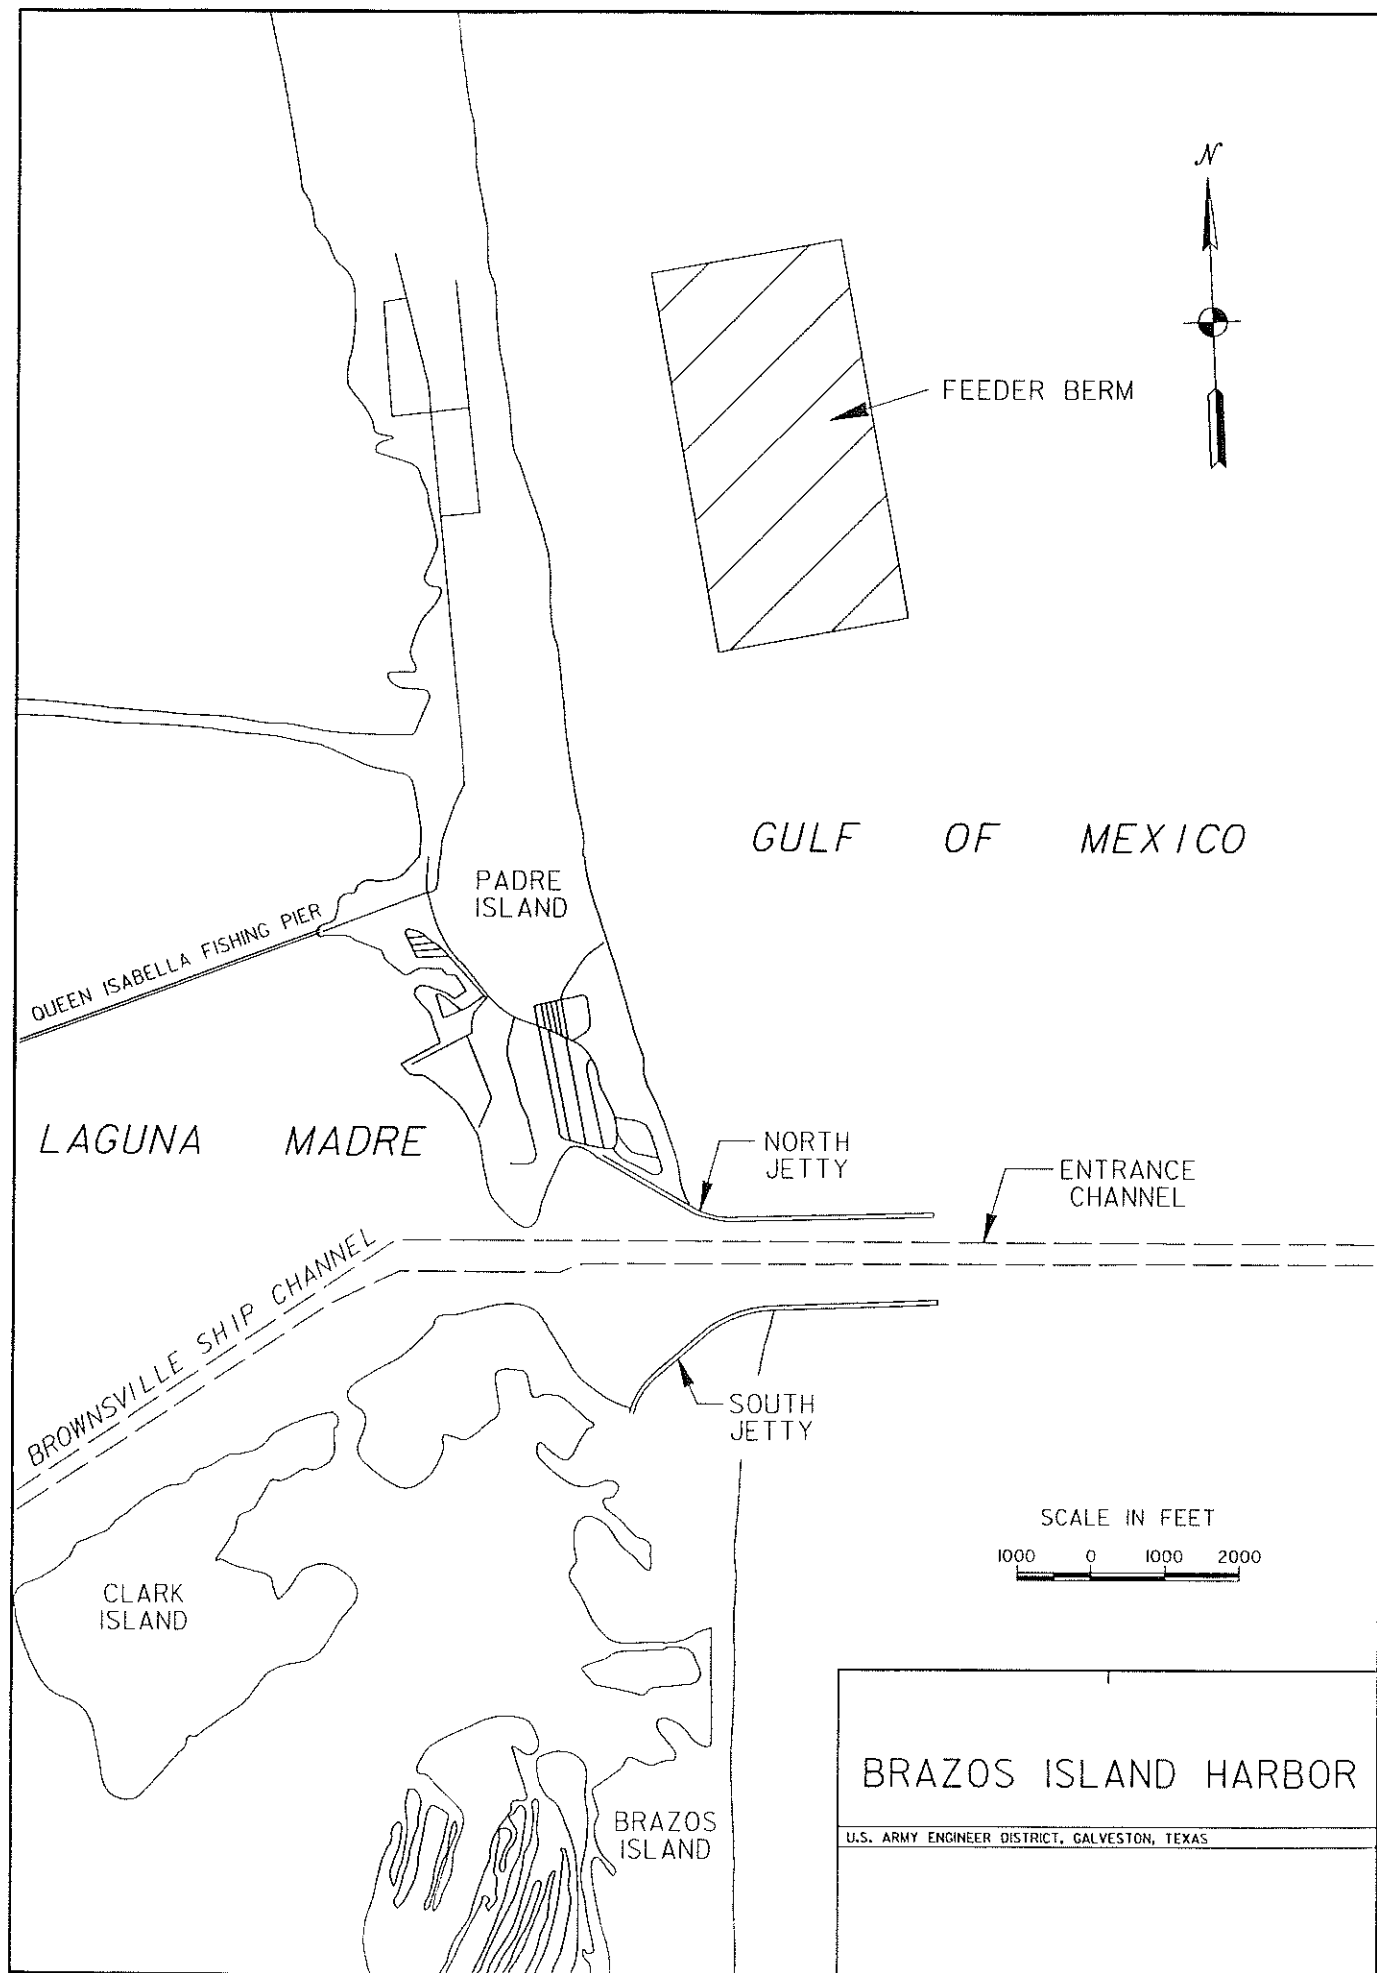 N
FEEDER BERM
GULF OF MEXICO
PADRE
ISLAND
QUEEN ISABELLA FISHING PIER
LAGUNA MADRE
NORTH
JETTY
ENTRANCE
CHANNEL
BROWNSVILLE SHIP CHANNEL
SOUTH
JETTY
SCALE IN FEET
1000 0 1000 2000
CLARK
ISLAND
BRAZOS ISLAND HARBOR
BRAZOS
ISLAND
U.S. ARMY ENGINEER DISTRICT, GALVESTON, TEXAS